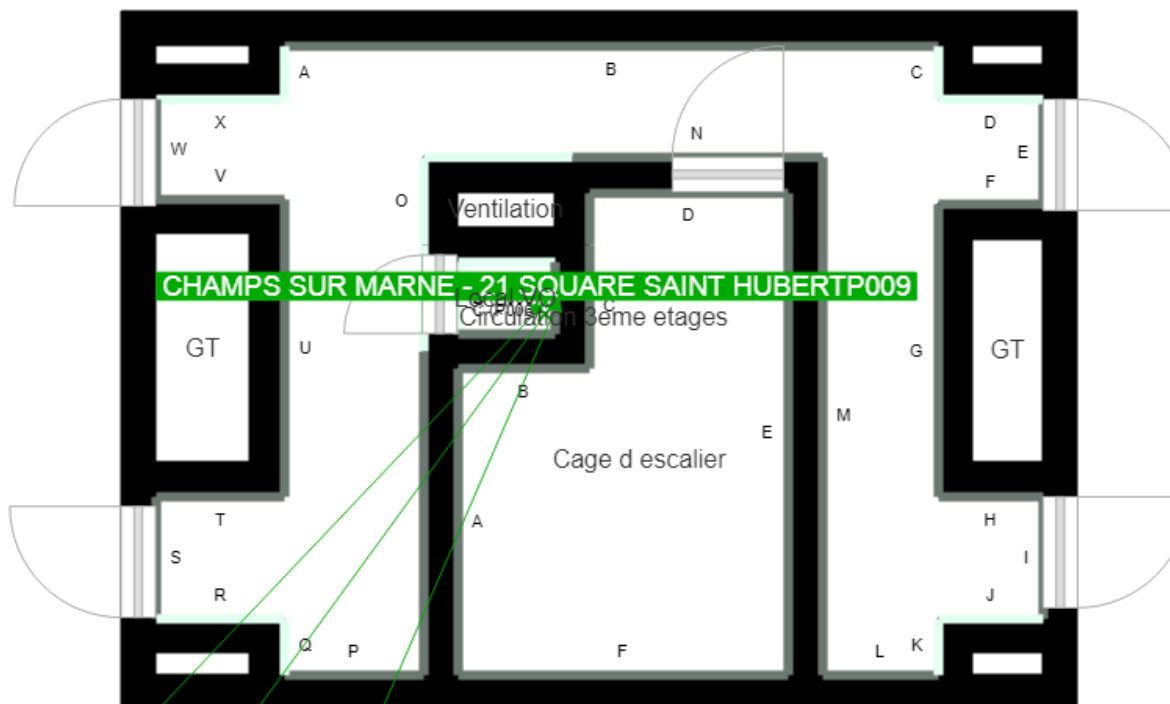 A B C
X N D
W E
V F
O Ventilation D
CHAMPS SUR MARNE - 21 SQUARE SAINT HUBERTP009
C
Circulation 3eme etages
GT U G GT
B
M
E
Cage d escalier
T A H
S I
R J
Q P F L K